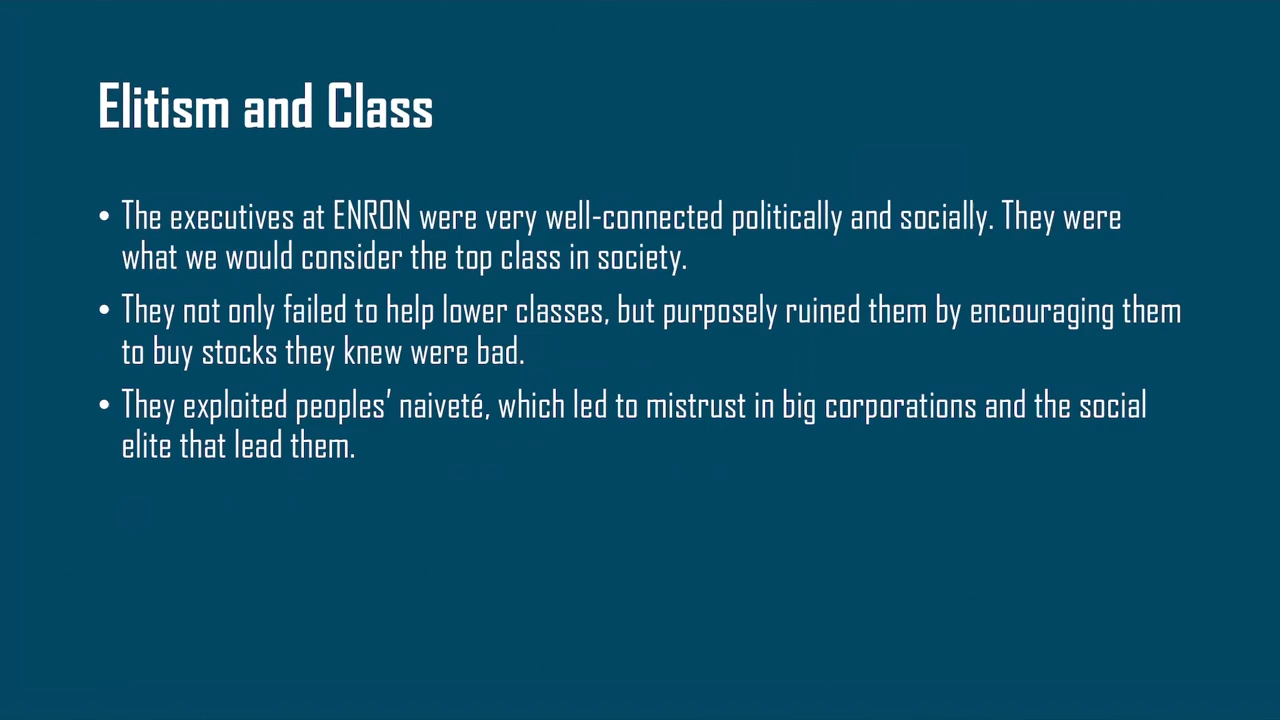 Elitism and Class
• The executives at ENRON were very well-connected politically and socially. They were
what we would consider the top class in society.
• They not only failed to help lower classes, but purposely ruined them by encouraging them
to buy stocks they knew were bad.
• They exploited peoples’ naiveté, which led to mistrust in big corporations and the social
elite that lead them.